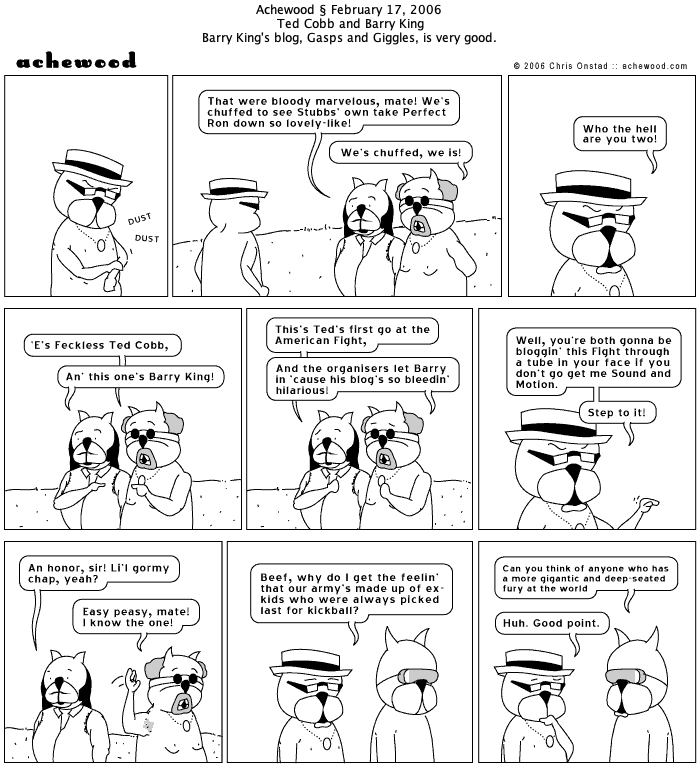 Achewood § February 17, 2006
Ted Cobb and Barry King
Barry King's blog, Gasps and Giggles, is very good.
achewood
© 2006 Chris Onstad :: achewood.com
DUST
DUST
That were bloody marvelous, mate! We's
chuffed to see Stubbs' own take Perfect
Ron down so lovely-like!
We's chuffed, we is!
Who the hell
are you two!
'E's Feckless Ted Cobb,
An' this one's Barry King!
This's Ted's first go at the
American Fight,
And the organisers let Barry
in 'cause his blog's so bleedin'
hilarious!
Well, you're both gonna be
bloggin' this Fight through
a tube in your face if you
don't go get me Sound and
Motion.
Step to it!
An honor, sir! Li'l gormy
chap, yeah?
Easy peasy, mate!
I know the one!
Beef, why do I get the feelin'
that our army's made up of ex-
kids who were always picked
last for kickball?
Can you think of anyone who has
a more gigantic and deep-seated
fury at the world
Huh. Good point.